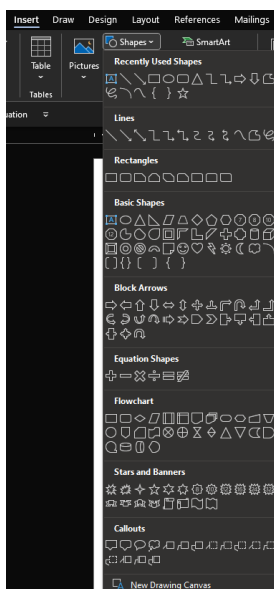 Insert Draw Design Layout References Mailings
Shapes SmartArt
Table Pictures
Tables
uation
Recently Used Shapes
Lines
Rectangles
Basic Shapes
Block Arrows
Equation Shapes
Flowchart
Stars and Banners
Callouts
New Drawing Canvas